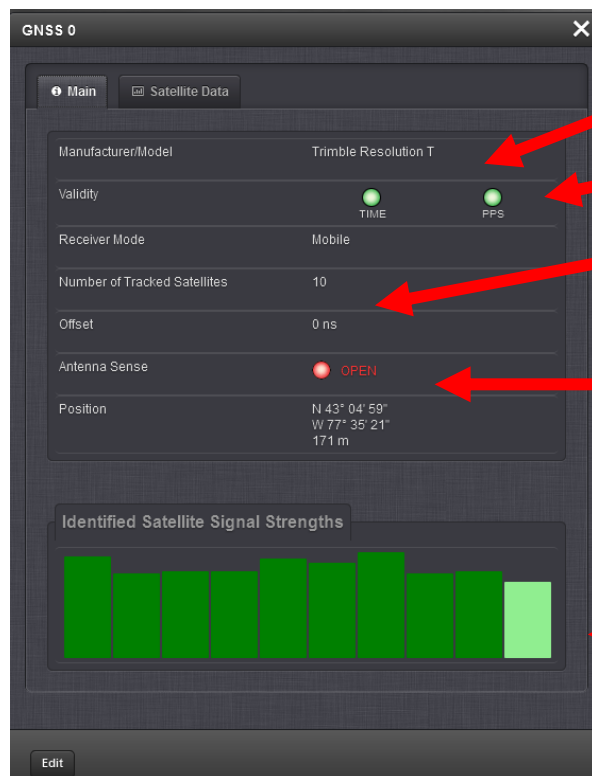 GNSS 0
Main
Satellite Data
Manufacturer/Model Trimble Resolution T
Validity
TIME PPS
Receiver Mode Mobile
Number of Tracked Satellites 10
Offset 0 ns
Antenna Sense OPEN
Position N 43° 04' 59"
W 77° 35' 21"
171 m
Identified Satellite Signal Strengths
Edit